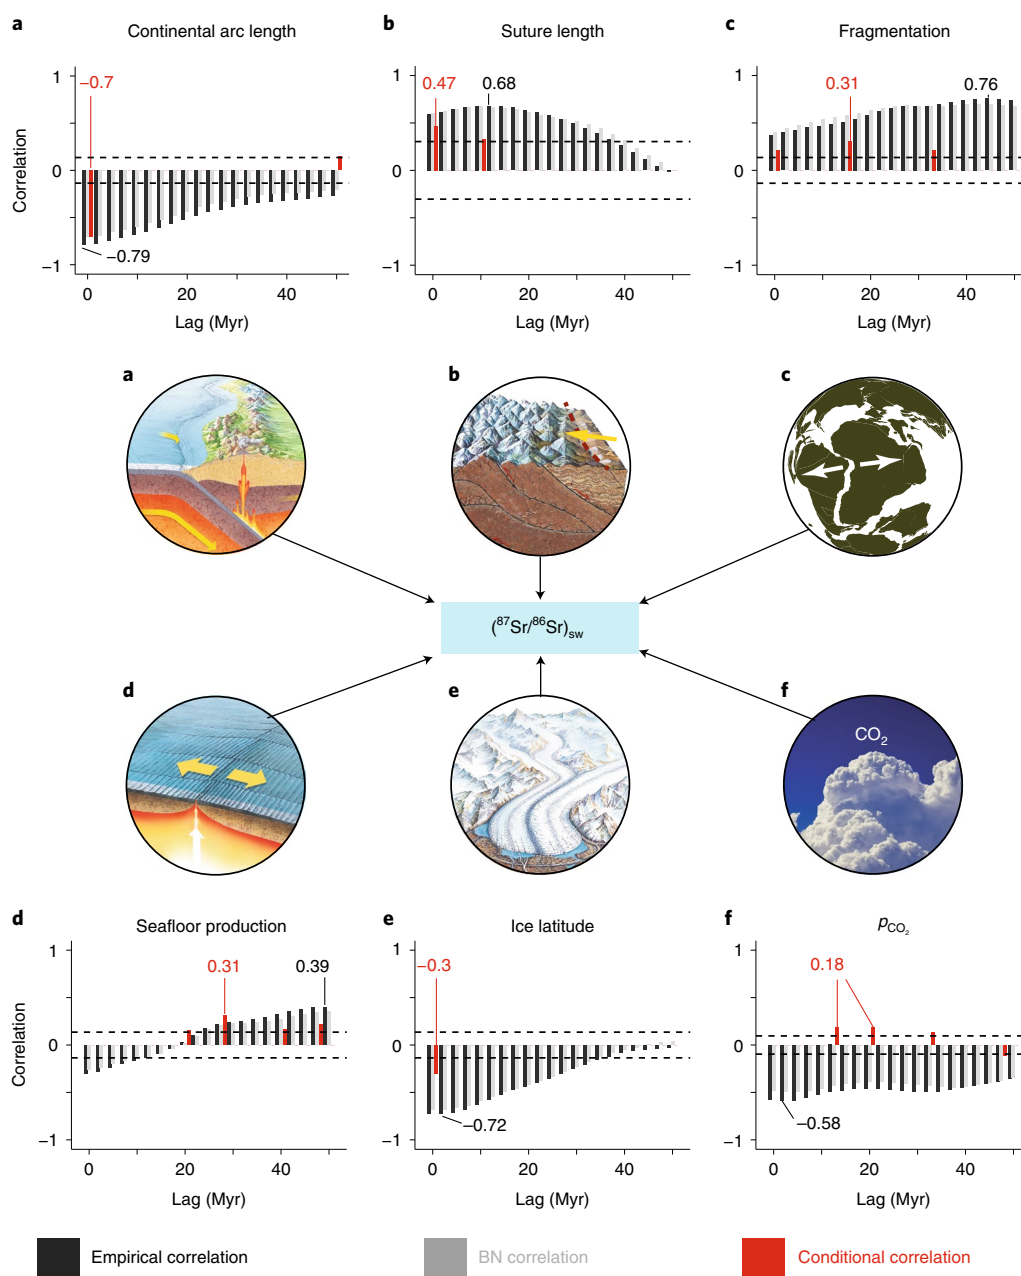 a Continental arc length
b Suture length
c Fragmentation
−0.7
0.47 0.68
0.31 0.76
Correlation
1
0
−1
−0.79
0 20 40
Lag (Myr)
1
0
−1
0 20 40
Lag (Myr)
1
0
−1
0 20 40
Lag (Myr)
a
b
c
(87Sr/86Sr)sw
d
e
f
CO2
d Seafloor production
e Ice latitude
f pCO2
Correlation
1
0
−1
0.31 0.39
0 20 40
Lag (Myr)
1
0
−1
−0.3
−0.72
0 20 40
Lag (Myr)
1
0
−1
0.18
−0.58
0 20 40
Lag (Myr)
Empirical correlation
BN correlation
Conditional correlation